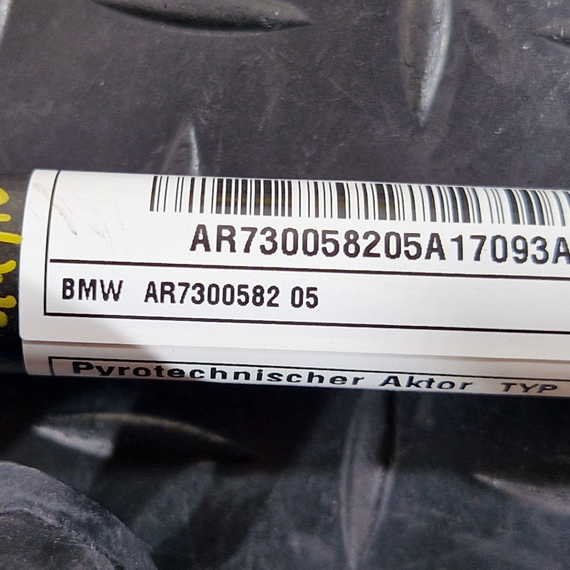 AR730058205A17093A
BMW AR7300582 05
Pyrotechnischer Aktor TYP